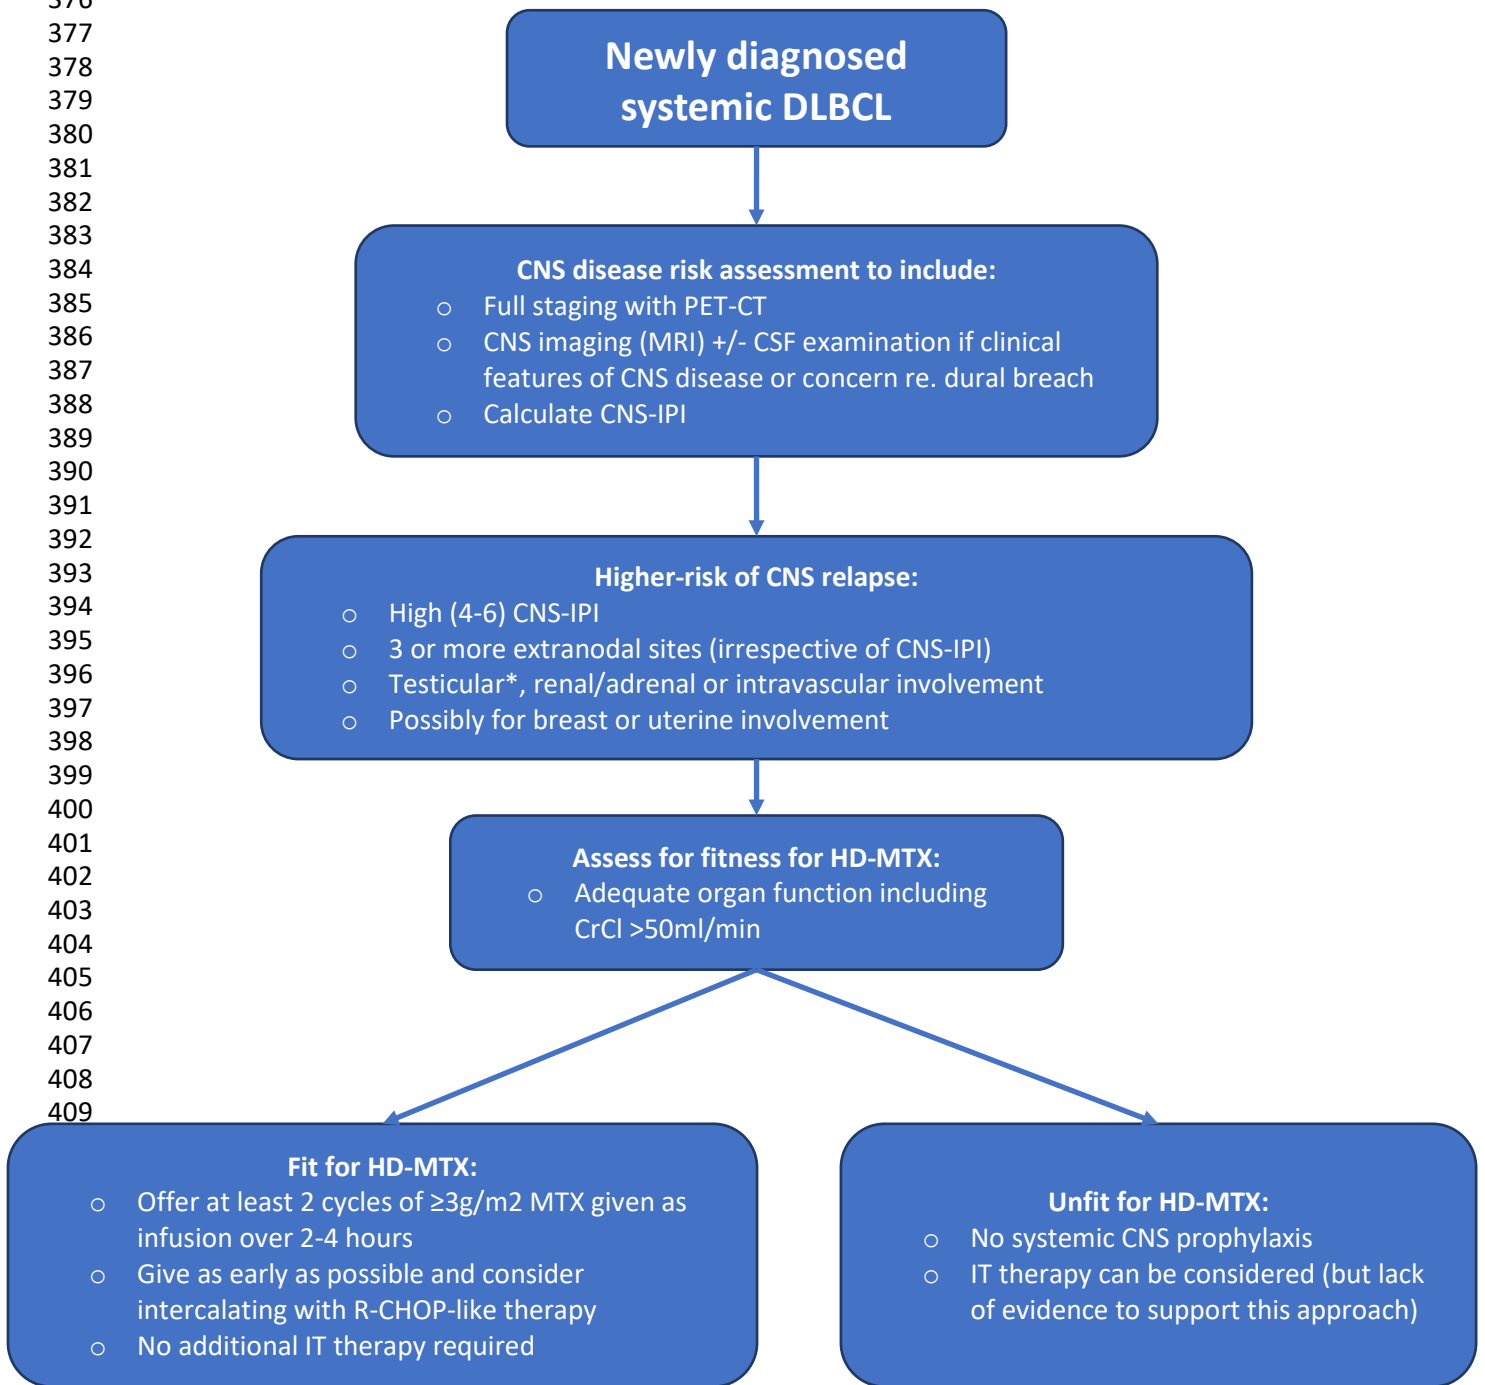 376
377
378
379
380
381
382
383
384
385
386
387
388
389
390
391
392
393
394
395
396
397
398
399
400
401
402
403
404
405
406
407
408
409
Newly diagnosed
systemic DLBCL
CNS disease risk assessment to include:
o Full staging with PET-CT
o CNS imaging (MRI) +/- CSF examination if clinical
features of CNS disease or concern re. dural breach
o Calculate CNS-IPI
Higher-risk of CNS relapse:
o High (4-6) CNS-IPI
o 3 or more extranodal sites (irrespective of CNS-IPI)
o Testicular*, renal/adrenal or intravascular involvement
o Possibly for breast or uterine involvement
Assess for fitness for HD-MTX:
o Adequate organ function including
CrCl >50ml/min
Fit for HD-MTX:
o Offer at least 2 cycles of ≥3g/m2 MTX given as
infusion over 2-4 hours
o Give as early as possible and consider
intercalating with R-CHOP-like therapy
o No additional IT therapy required
Unfit for HD-MTX:
o No systemic CNS prophylaxis
o IT therapy can be considered (but lack
of evidence to support this approach)